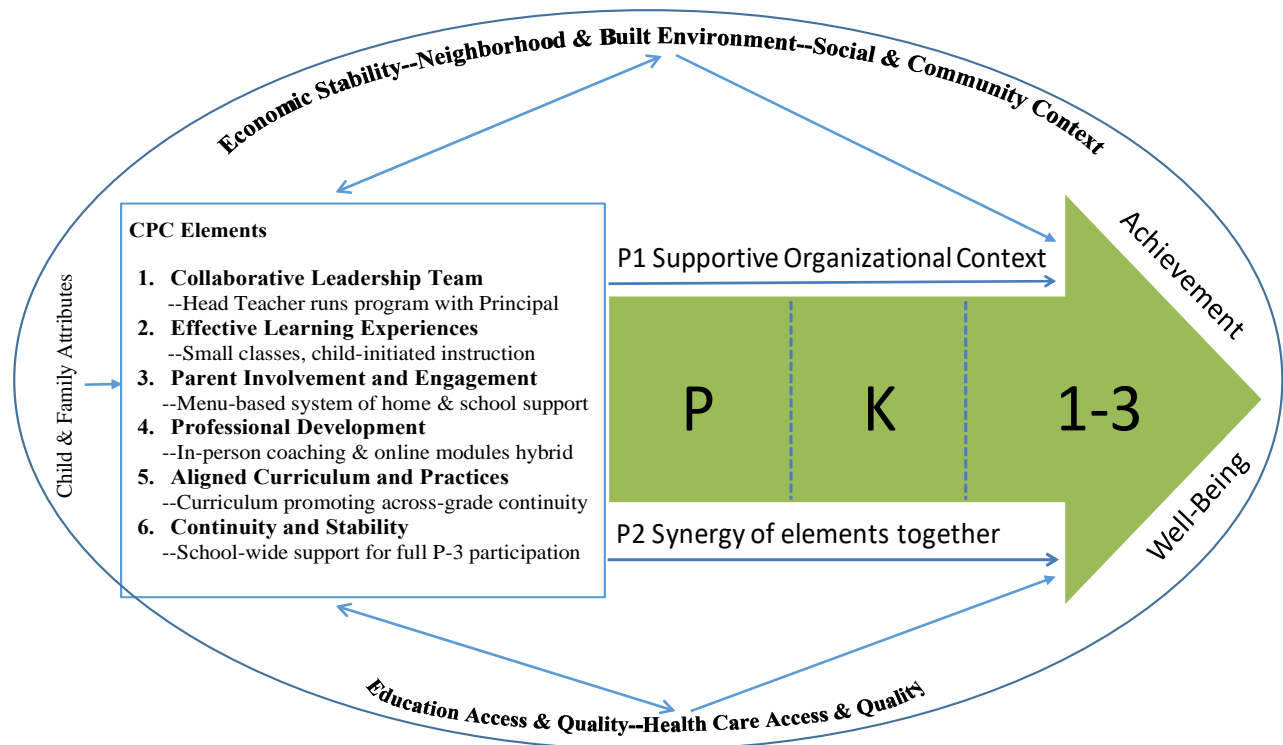 Economic Stability--Neighborhood & Built Environment--Social & Community Context
Child & Family Attributes
CPC Elements
1. Collaborative Leadership Team
--Head Teacher runs program with Principal
2. Effective Learning Experiences
--Small classes, child-initiated instruction
3. Parent Involvement and Engagement
--Menu-based system of home & school support
4. Professional Development
--In-person coaching & online modules hybrid
5. Aligned Curriculum and Practices
--Curriculum promoting across-grade continuity
6. Continuity and Stability
--School-wide support for full P-3 participation
P1 Supportive Organizational Context
P
K
1-3
P2 Synergy of elements together
Achievement
Well-Being
Education Access & Quality--Health Care Access & Quality